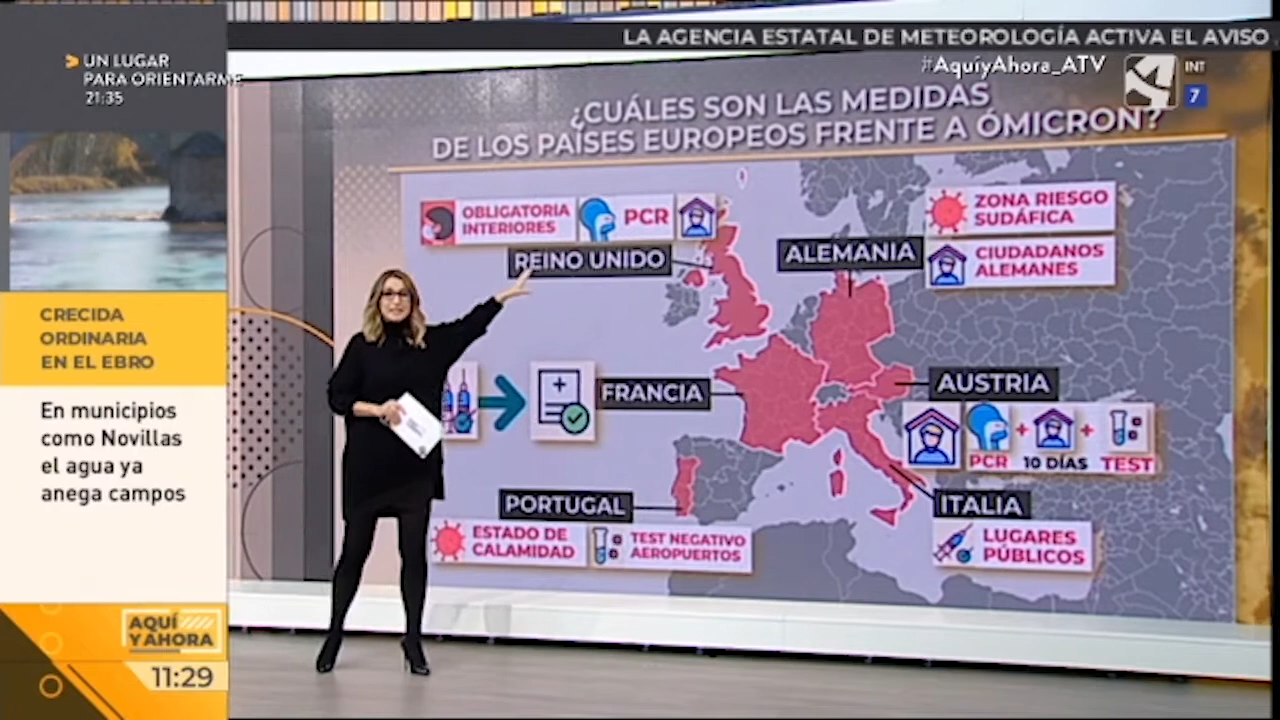 LA AGENCIA ESTATAL DE METEOROLOGÍA ACTIVA EL AVISO
UN LUGAR
PARA ORIENTARME
21:35
#AquíyAhora_ATV
INT
7
¿CUÁLES SON LAS MEDIDAS
DE LOS PAÍSES EUROPEOS FRENTE A ÓMICRON?
OBLIGATORIA
INTERIORES
PCR
REINO UNIDO
ALEMANIA
ZONA RIESGO
SUDÁFICA
CIUDADANOS
ALEMANES
FRANCIA
AUSTRIA
PCR
+
10 DÍAS
+
TEST
PORTUGAL
ESTADO DE
CALAMIDAD
TEST NEGATIVO
AEROPUERTOS
ITALIA
LUGARES
PÚBLICOS
CRECIDA
ORDINARIA
EN EL EBRO
En municipios
como Novillas
el agua ya
anega campos
AQUÍ
Y AHORA
11:29